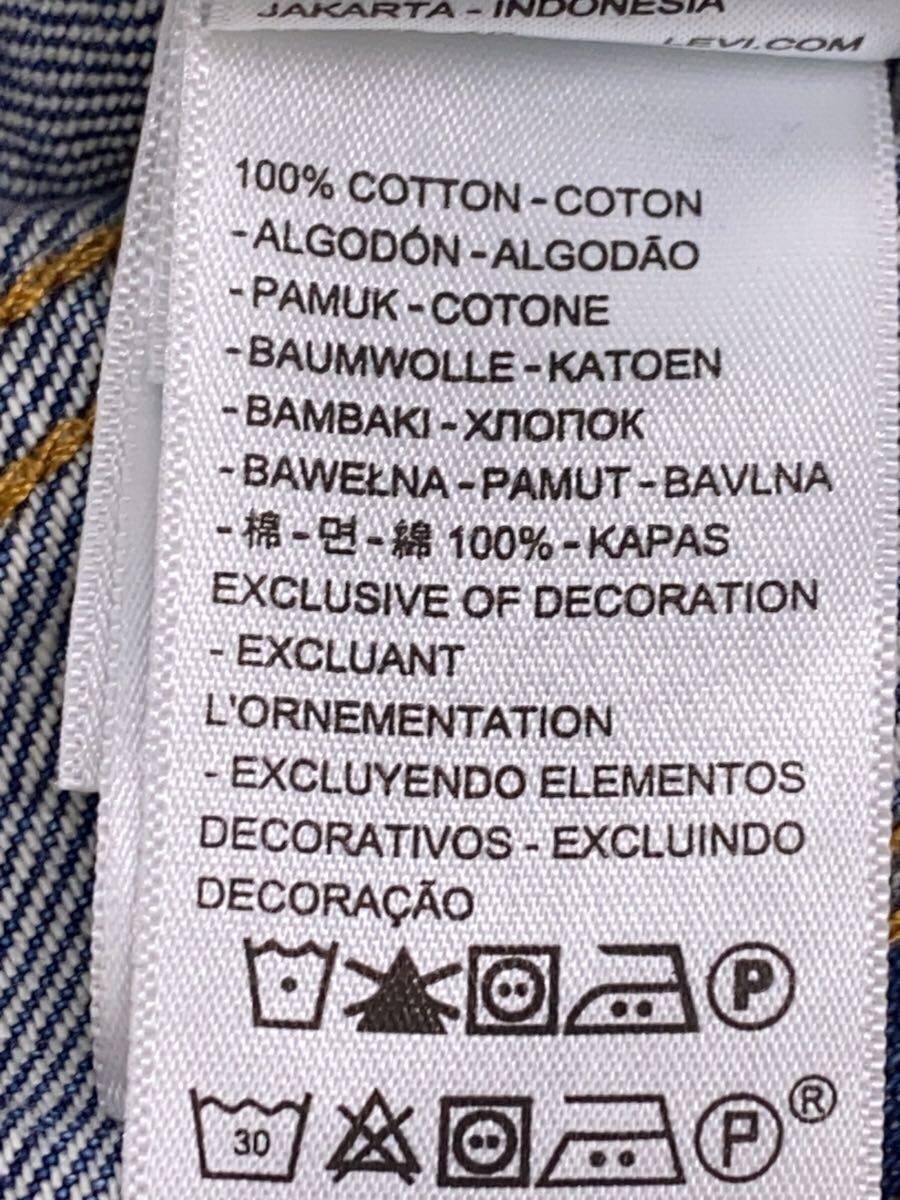 JAKARTA - INDONESIA
LEVI.COM
100% COTTON - COTON
- ALGODÓN - ALGODÃO
- PAMUK - COTONE
- BAUMWOLLE - KATOEN
- BAMBAKI - ХЛОПОК
- BAWEŁNA - PAMUT - BAVLNA
- 棉 - 면 - 綿 100% - KAPAS
EXCLUSIVE OF DECORATION
- EXCLUANT
L'ORNEMENTATION
- EXCLUYENDO ELEMENTOS
DECORATIVOS - EXCLUINDO
DECORAÇÃO
P
30 P ®